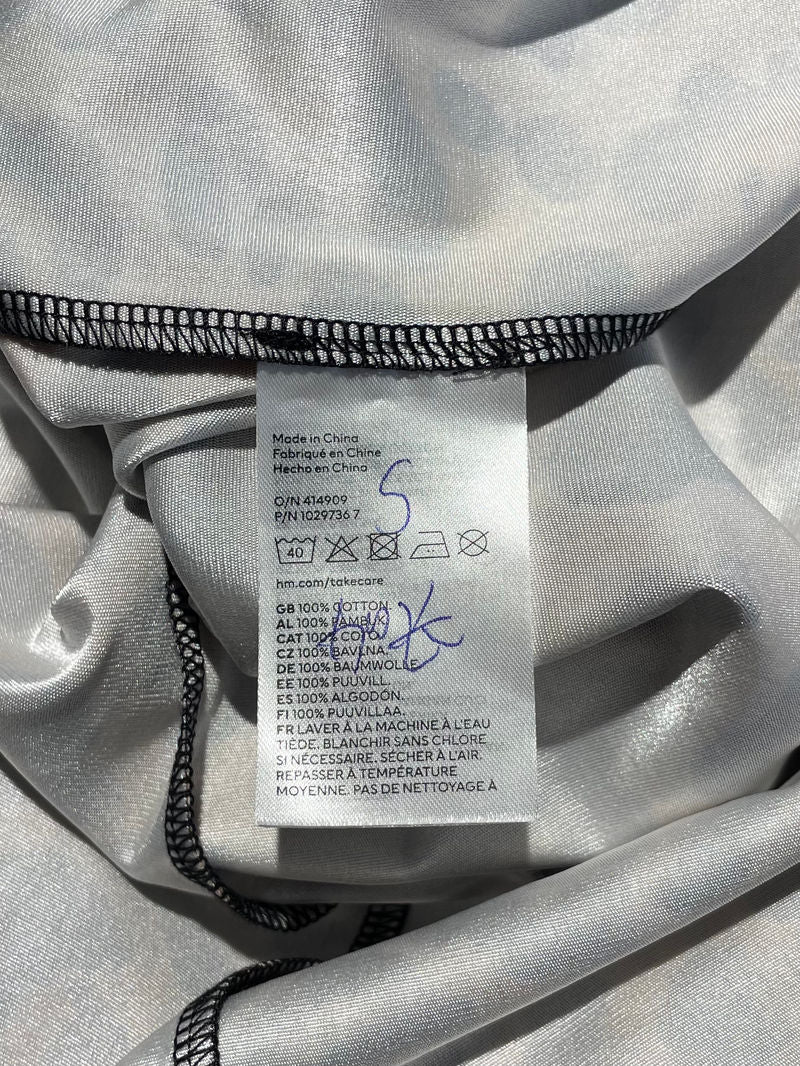 Made in China
Fabriqué en Chine
Hecho en China
S
O/N 414909
P/N 1029736 7
40
hm.com/takecare
GB 100% COTTON.
AL 100% PAMBUK.
CAT 100% COTÓ.
CZ 100% BAVLNA.
DE 100% BAUMWOLLE.
EE 100% PUUVILL.
ES 100% ALGODÓN.
FI 100% PUUVILLAA.
FR LAVER À LA MACHINE À L'EAU
TIÈDE. BLANCHIR SANS CHLORE
SI NÉCESSAIRE. SÉCHER À L'AIR.
REPASSER À TEMPÉRATURE
MOYENNE. PAS DE NETTOYAGE À